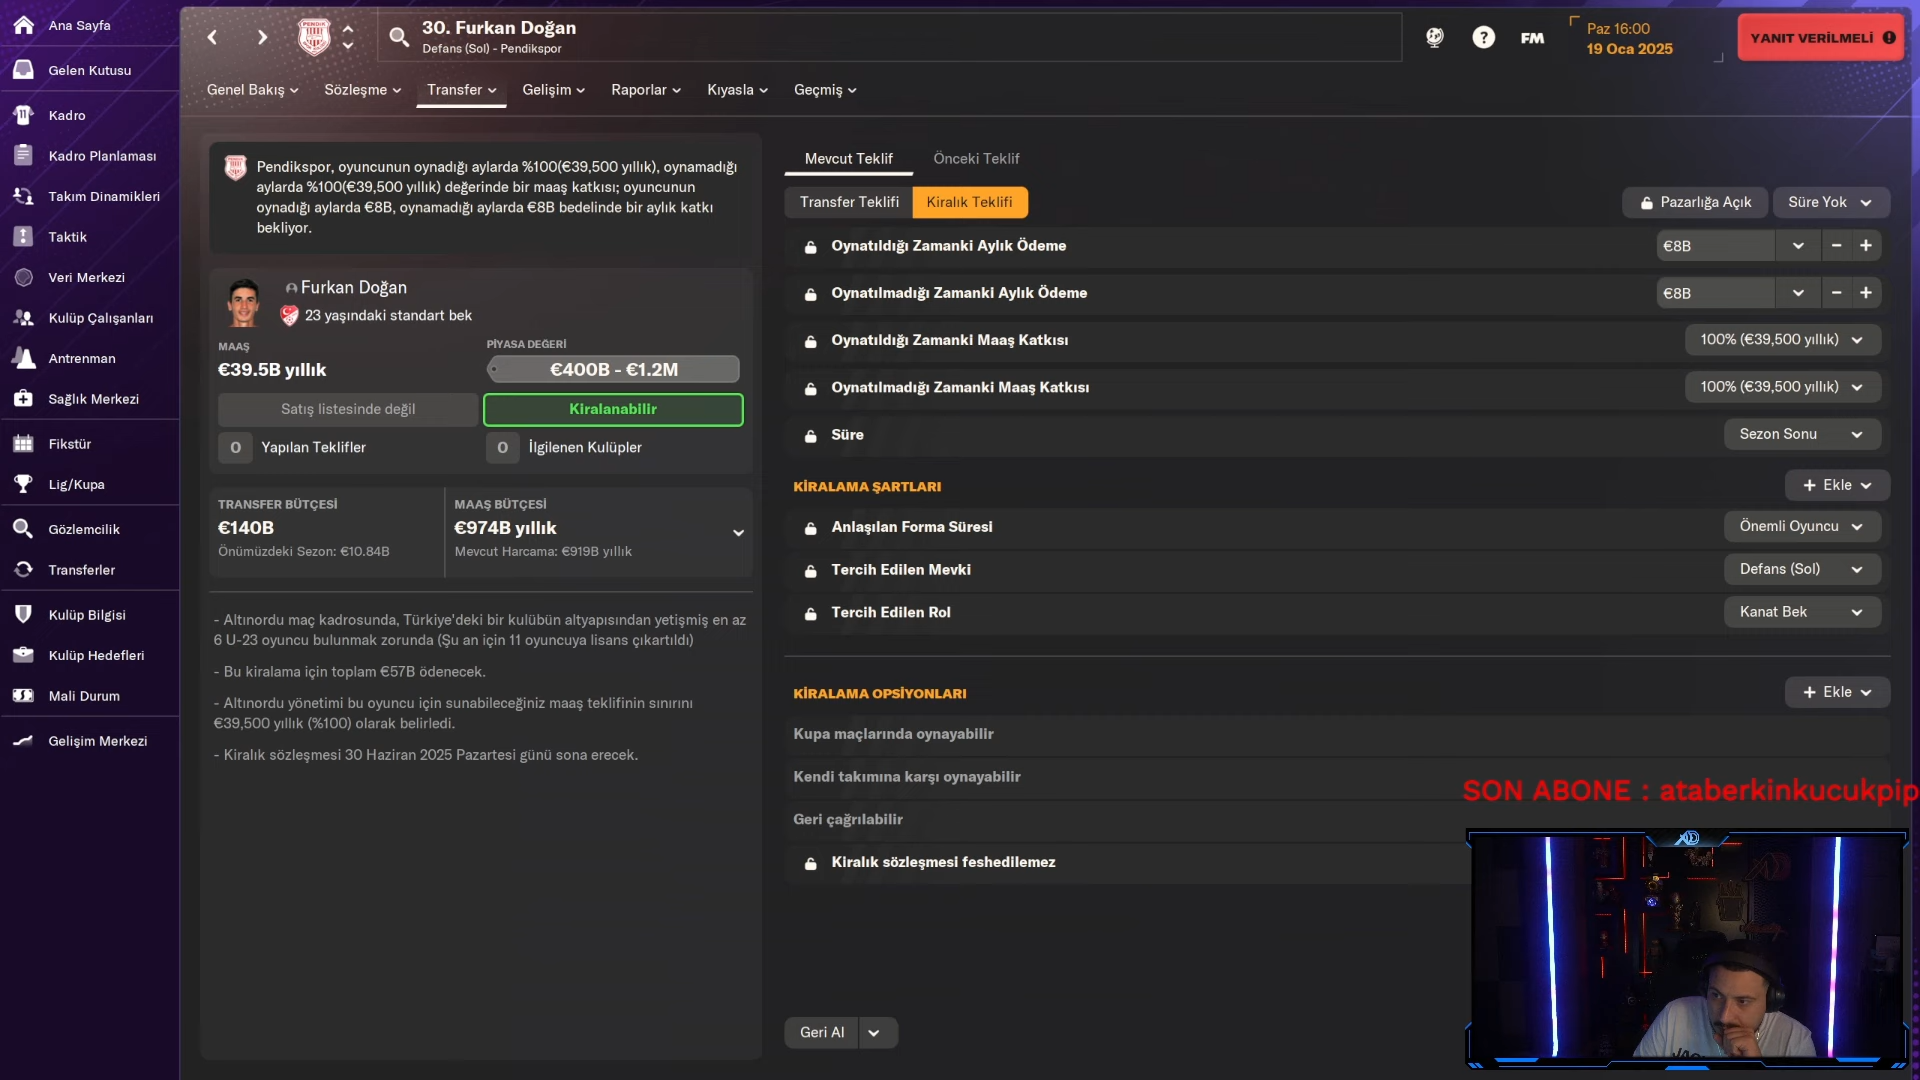 Ana Sayfa
Gelen Kutusu
Kadro
Kadro Planlaması
Takım Dinamikleri
Taktik
Veri Merkezi
Kulüp Çalışanları
Antrenman
Sağlık Merkezi
Fikstür
Lig/Kupa
Gözlemcilik
Transferler
Kulüp Bilgisi
Kulüp Hedefleri
Mali Durum
Gelişim Merkezi
30. Furkan Doğan
Defans (Sol) - Pendikspor
FM
Paz 16:00
19 Oca 2025
YANIT VERİLMELİ
Genel Bakış
Sözleşme
Transfer
Gelişim
Raporlar
Kıyasla
Geçmiş
Pendikspor, oyuncunun oynadığı aylarda %100(€39,500 yıllık), oynamadığı
aylarda %100(€39,500 yıllık) değerinde bir maaş katkısı; oyuncunun
oynadığı aylarda €8B, oynamadığı aylarda €8B bedelinde bir aylık katkı
bekliyor.
Furkan Doğan
23 yaşındaki standart bek
MAAŞ
€39.5B yıllık
PİYASA DEĞERİ
€400B - €1.2M
Satış listesinde değil
Kiralanabilir
0 Yapılan Teklifler
0 İlgilenen Kulüpler
TRANSFER BÜTÇESİ
€140B
Önümüzdeki Sezon: €10.84B
MAAŞ BÜTÇESİ
€974B yıllık
Mevcut Harcama: €919B yıllık
- Altınordu maç kadrosunda, Türkiye'deki bir kulübün altyapısından yetişmiş en az
6 U-23 oyuncu bulunmak zorunda (Şu an için 11 oyuncuya lisans çıkartıldı)
- Bu kiralama için toplam €57B ödenecek.
- Altınordu yönetimi bu oyuncu için sunabileceğiniz maaş teklifinin sınırını
€39,500 yıllık (%100) olarak belirledi.
- Kiralık sözleşmesi 30 Haziran 2025 Pazartesi günü sona erecek.
Mevcut Teklif
Önceki Teklif
Transfer Teklifi
Kiralık Teklifi
Pazarlığa Açık
Süre Yok
Oynatıldığı Zamanki Aylık Ödeme
€8B
Oynatılmadığı Zamanki Aylık Ödeme
€8B
Oynatıldığı Zamanki Maaş Katkısı
100% (€39,500 yıllık)
Oynatılmadığı Zamanki Maaş Katkısı
100% (€39,500 yıllık)
Süre
Sezon Sonu
KİRALAMA ŞARTLARI
+ Ekle
Anlaşılan Forma Süresi
Önemli Oyuncu
Tercih Edilen Mevki
Defans (Sol)
Tercih Edilen Rol
Kanat Bek
KİRALAMA OPSİYONLARI
+ Ekle
Kupa maçlarında oynayabilir
Kendi takımına karşı oynayabilir
Geri çağrılabilir
Kiralık sözleşmesi feshedilemez
Geri Al
SON ABONE : ataberkinkucukpip